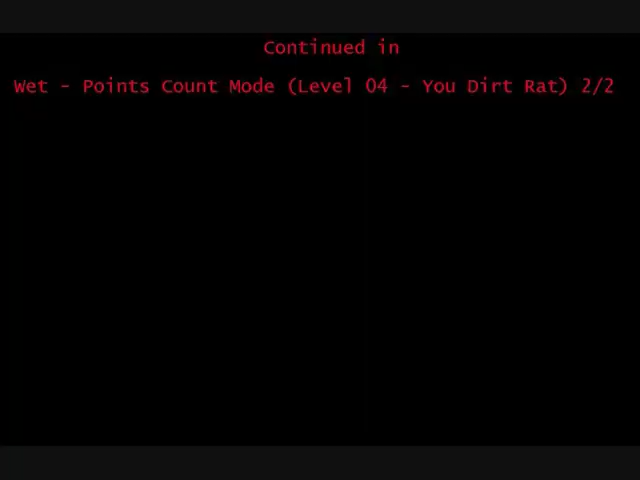 Continued in
Wet - Points Count Mode (Level 04 - You Dirt Rat) 2/2